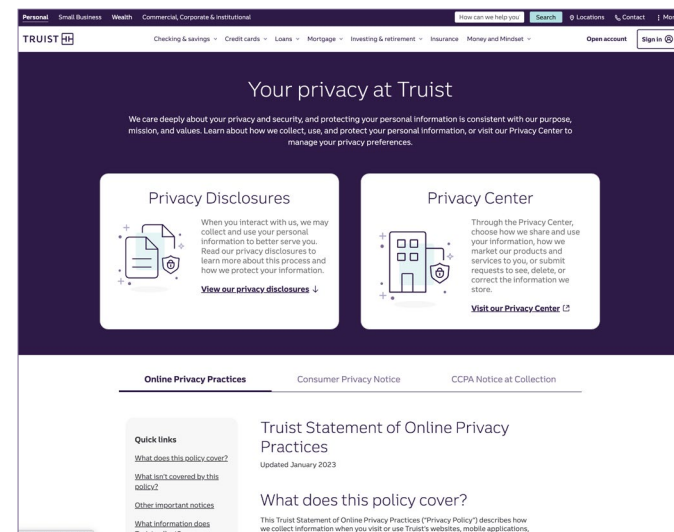 Personal Small Business Wealth Commercial, Corporate & institutional How can we help you Search Locations Contact
TRUIST Checking & savings Credit cards Loans Mortgage Investing & retirement Insurance Money and Mindset Open account Sign in
Your privacy at Truist
We care deeply about your privacy and security, and protecting your personal information is consistent with our purpose,
mission, and values. Learn about how we collect, use, and protect your personal information, or visit our Privacy Center to
manage your privacy preferences.
Privacy Disclosures
When you interact with us, we may
collect and use your personal
information to better serve you.
Read our privacy disclosures to
learn more about this process and
how we protect your information.
View our privacy disclosures ↓
Privacy Center
Through the Privacy Center,
choose how we share and use
your information, how we
market our products and
services to you, or submit
requests to see, delete, or
correct the information we
store.
Visit our Privacy Center
Online Privacy Practices Consumer Privacy Notice CCPA Notice at Collection
Quick links
What does this policy cover?
What isn't covered by this
policy?
Other important notices
What information does
Truist Statement of Online Privacy
Practices
Updated January 2023
What does this policy cover?
This Truist Statement of Online Privacy Practices ("Privacy Policy") describes how
we collect information when you visit or use Truist's websites, mobile applications,